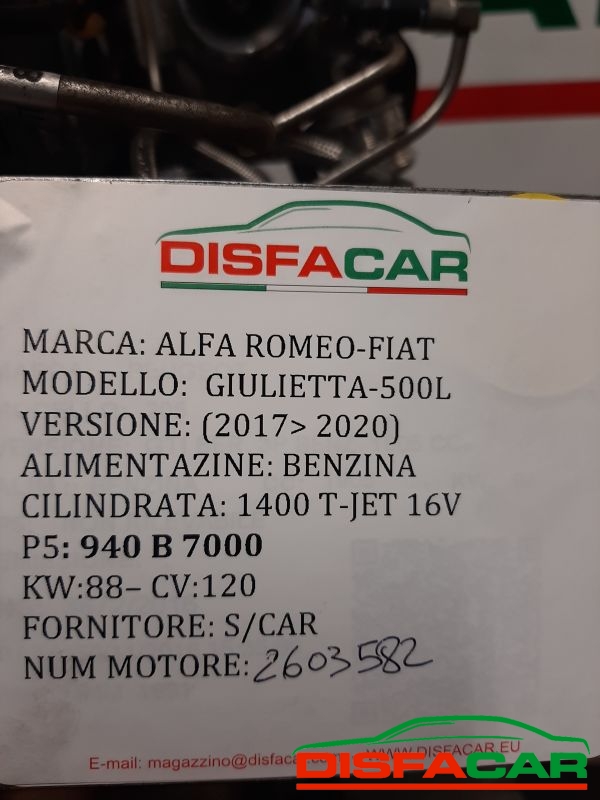 DISFACAR
MARCA: ALFA ROMEO-FIAT
MODELLO: GIULIETTA-500L
VERSIONE: (2017> 2020)
ALIMENTAZINE: BENZINA
CILINDRATA: 1400 T-JET 16V
P5: 940 B 7000
KW:88– CV:120
FORNITORE: S/CAR
NUM MOTORE: 2603582
E-mail: magazzino@disfac WWW.DISFACAR.EU
DISFACAR